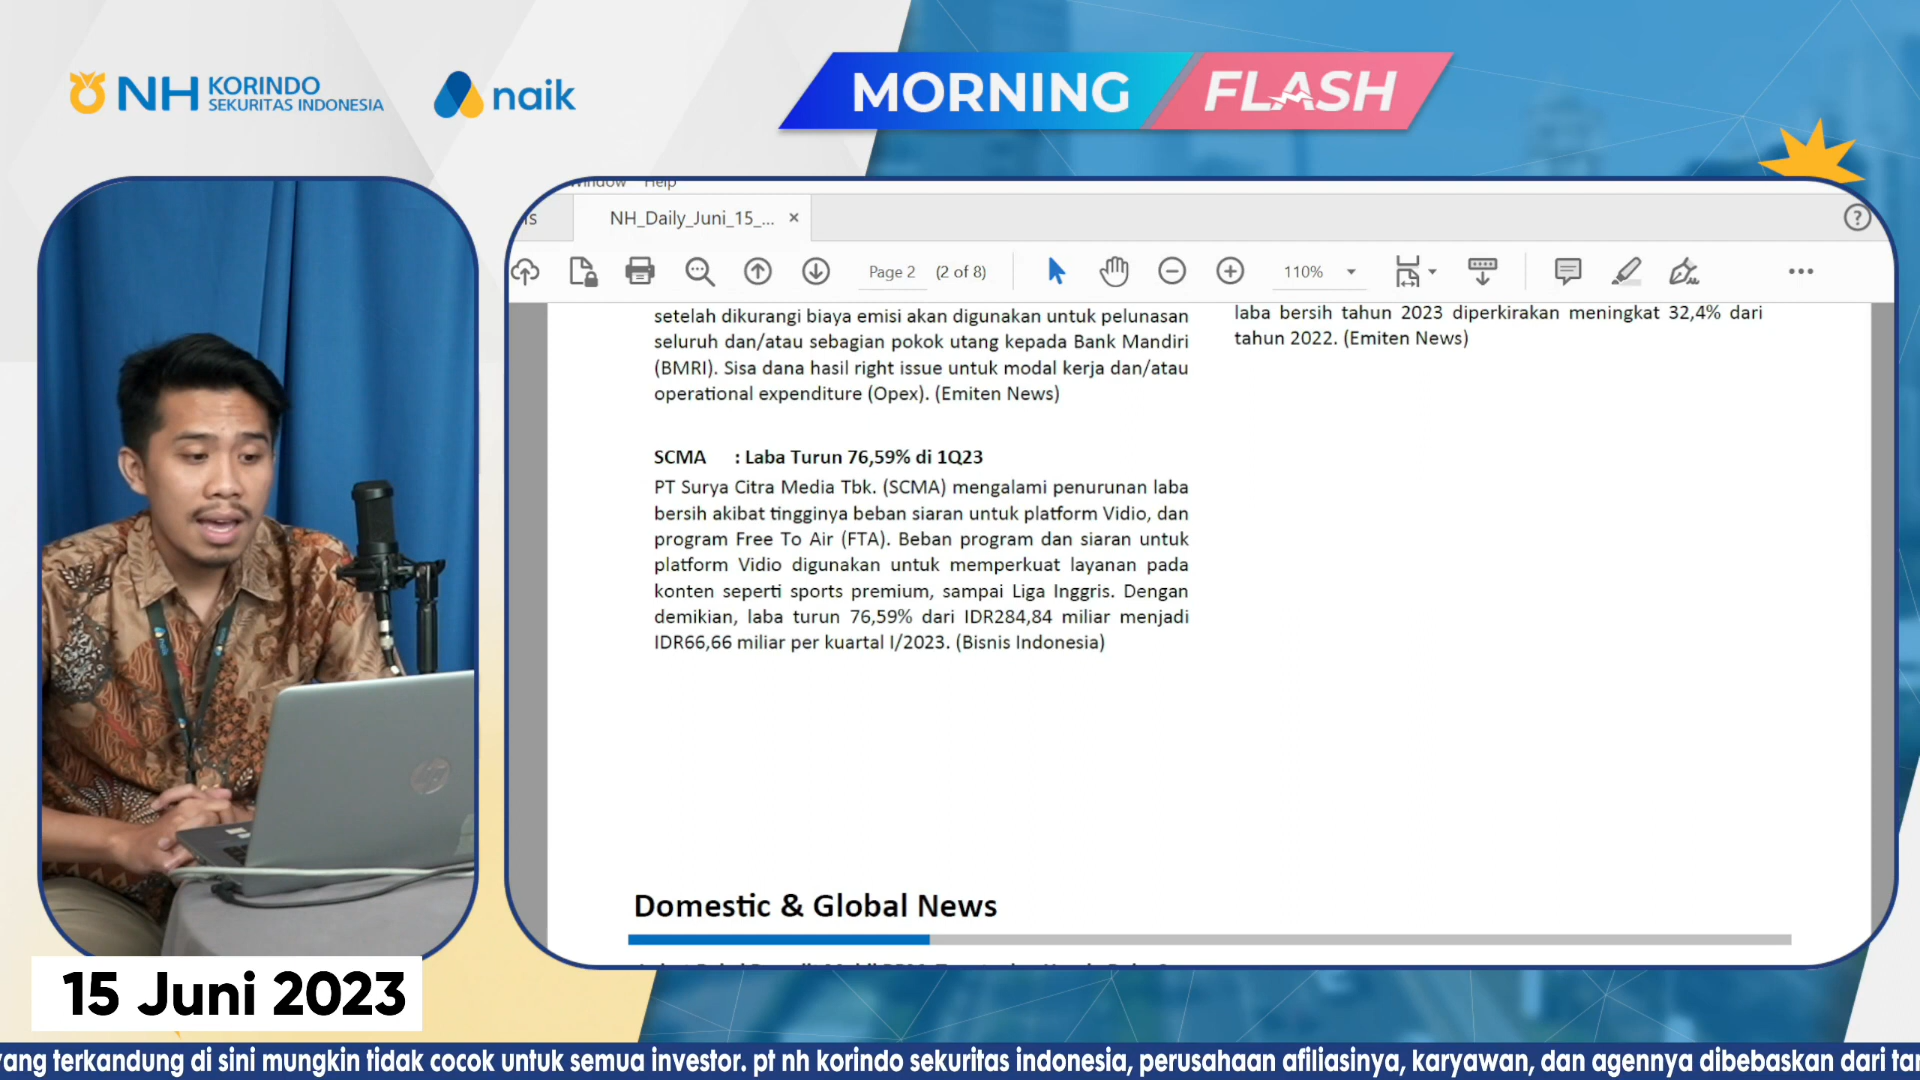 NH KORINDO
SEKURITAS INDONESIA
naik
MORNING FLASH
Window Help
NH_Daily_Juni_15_... ×
?
Page 2 (2 of 8)
110%
setelah dikurangi biaya emisi akan digunakan untuk pelunasan
seluruh dan/atau sebagian pokok utang kepada Bank Mandiri
(BMRI). Sisa dana hasil right issue untuk modal kerja dan/atau
operational expenditure (Opex). (Emiten News)
laba bersih tahun 2023 diperkirakan meningkat 32,4% dari
tahun 2022. (Emiten News)
SCMA : Laba Turun 76,59% di 1Q23
PT Surya Citra Media Tbk. (SCMA) mengalami penurunan laba
bersih akibat tingginya beban siaran untuk platform Vidio, dan
program Free To Air (FTA). Beban program dan siaran untuk
platform Vidio digunakan untuk memperkuat layanan pada
konten seperti sports premium, sampai Liga Inggris. Dengan
demikian, laba turun 76,59% dari IDR284,84 miliar menjadi
IDR66,66 miliar per kuartal I/2023. (Bisnis Indonesia)
Domestic & Global News
15 Juni 2023
yang terkandung di sini mungkin tidak cocok untuk semua investor. pt nh korindo sekuritas indonesia, perusahaan afiliasinya, karyawan, dan agennya dibebaskan dari tan